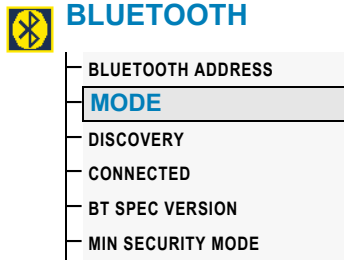 BLUETOOTH
BLUETOOTH ADDRESS
MODE
DISCOVERY
CONNECTED
BT SPEC VERSION
MIN SECURITY MODE